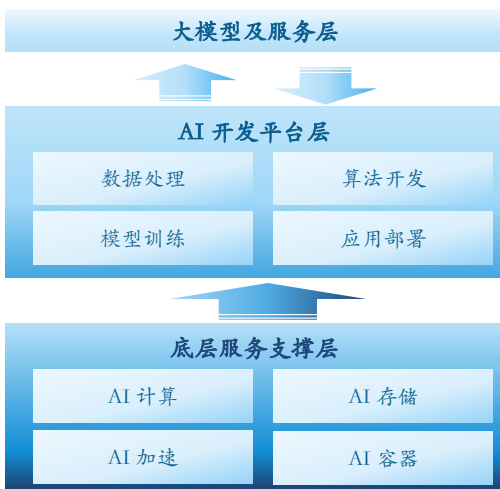 大模型及服务层
AI 开发平台层
数据处理
算法开发
模型训练
应用部署
底层服务支撑层
AI 计算
AI 存储
AI 加速
AI 容器